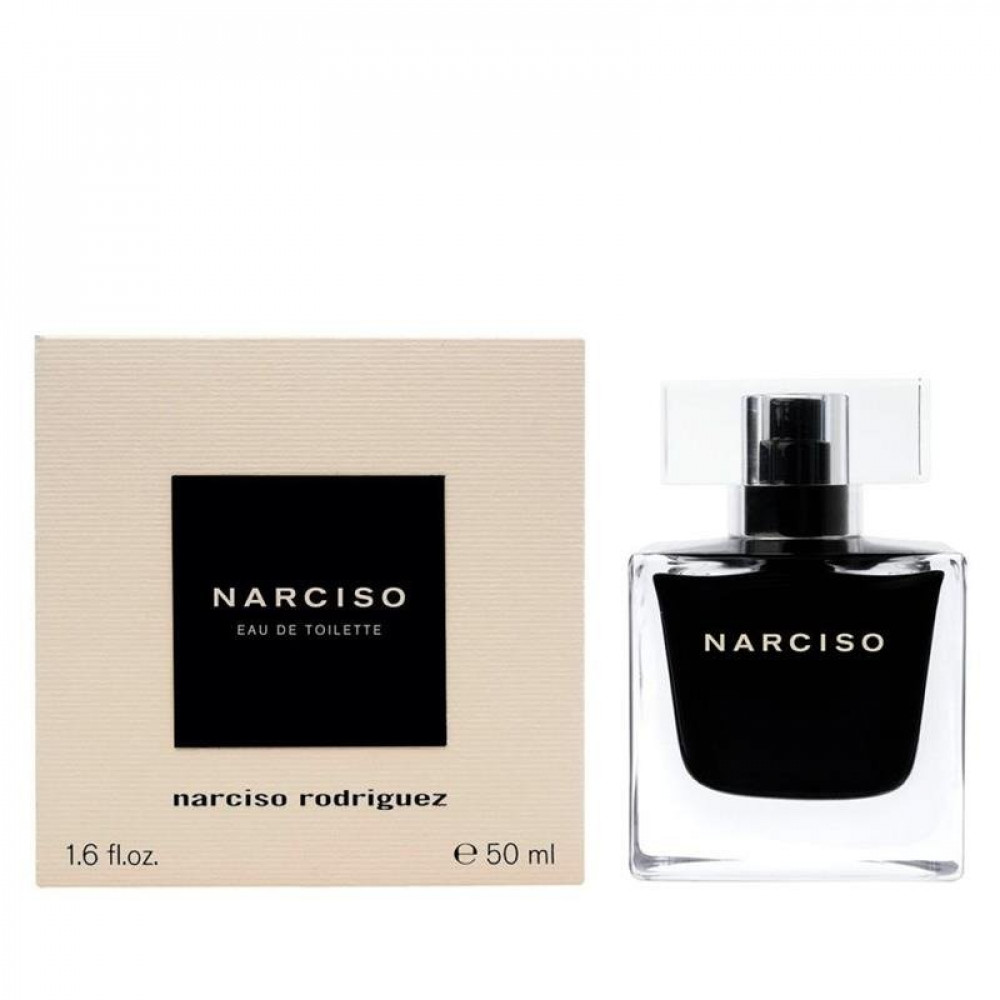 NARCISO
EAU DE TOILETTE
narciso rodriguez
1.6 fl.oz.
℮ 50 ml
NARCISO